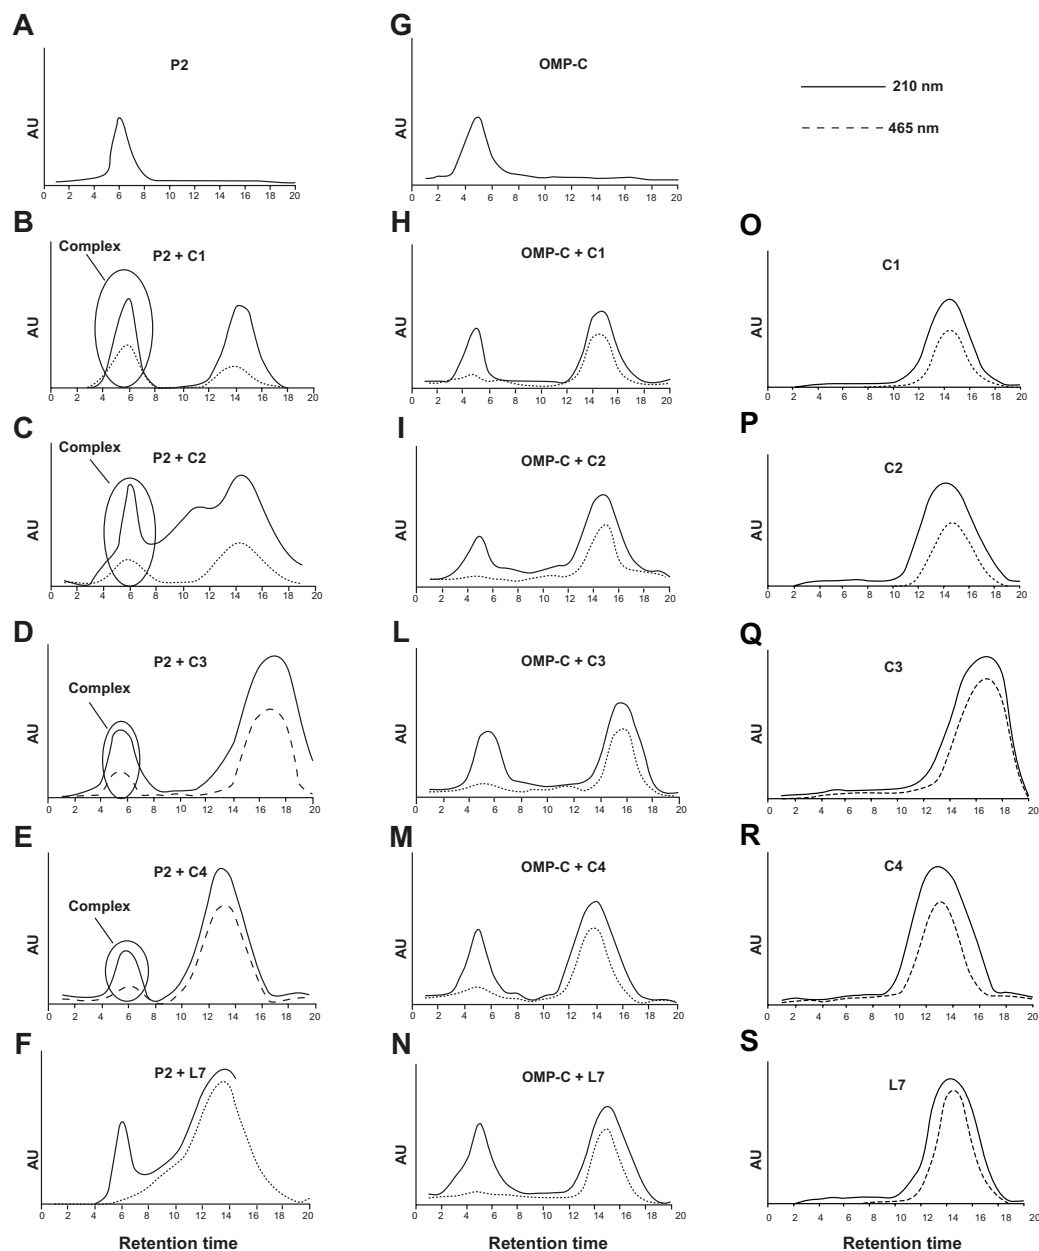 A
P2
AU
0 2 4 6 8 10 12 14 16 18 20
G
OMP-C
AU
0 2 4 6 8 10 12 14 16 18 20
210 nm
465 nm
B
Complex
P2 + C1
AU
0 2 4 6 8 10 12 14 16 18 20
H
OMP-C + C1
AU
0 2 4 6 8 10 12 14 16 18 20
O
C1
AU
0 2 4 6 8 10 12 14 16 18 20
C
Complex
P2 + C2
AU
0 2 4 6 8 10 12 14 16 18 20
I
OMP-C + C2
AU
0 2 4 6 8 10 12 14 16 18 20
P
C2
AU
0 2 4 6 8 10 12 14 16 18 20
D
P2 + C3
Complex
AU
0 2 4 6 8 10 12 14 16 18 20
L
OMP-C + C3
AU
0 2 4 6 8 10 12 14 16 18 20
Q
C3
AU
0 2 4 6 8 10 12 14 16 18 20
E
P2 + C4
Complex
AU
0 2 4 6 8 10 12 14 16 18 20
M
OMP-C + C4
AU
0 2 4 6 8 10 12 14 16 18 20
R
C4
AU
0 2 4 6 8 10 12 14 16 18 20
F
P2 + L7
AU
0 2 4 6 8 10 12 14 16 18 20
Retention time
N
OMP-C + L7
AU
0 2 4 6 8 10 12 14 16 18 20
Retention time
S
L7
AU
0 2 4 6 8 10 12 14 16 18 20
Retention time